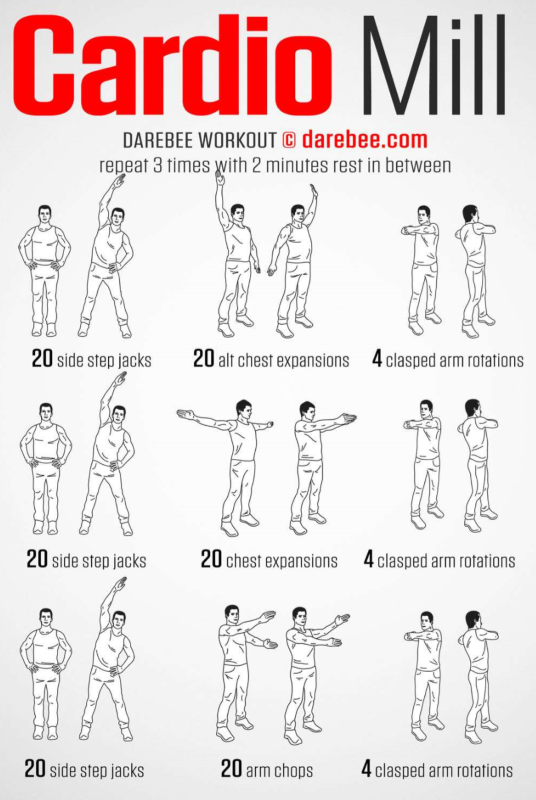 Cardio Mill
DAREBEE WORKOUT © darebee.com
repeat 3 times with 2 minutes rest in between
20 side step jacks
20 alt chest expansions
4 clasped arm rotations
20 side step jacks
20 chest expansions
4 clasped arm rotations
20 side step jacks
20 arm chops
4 clasped arm rotations